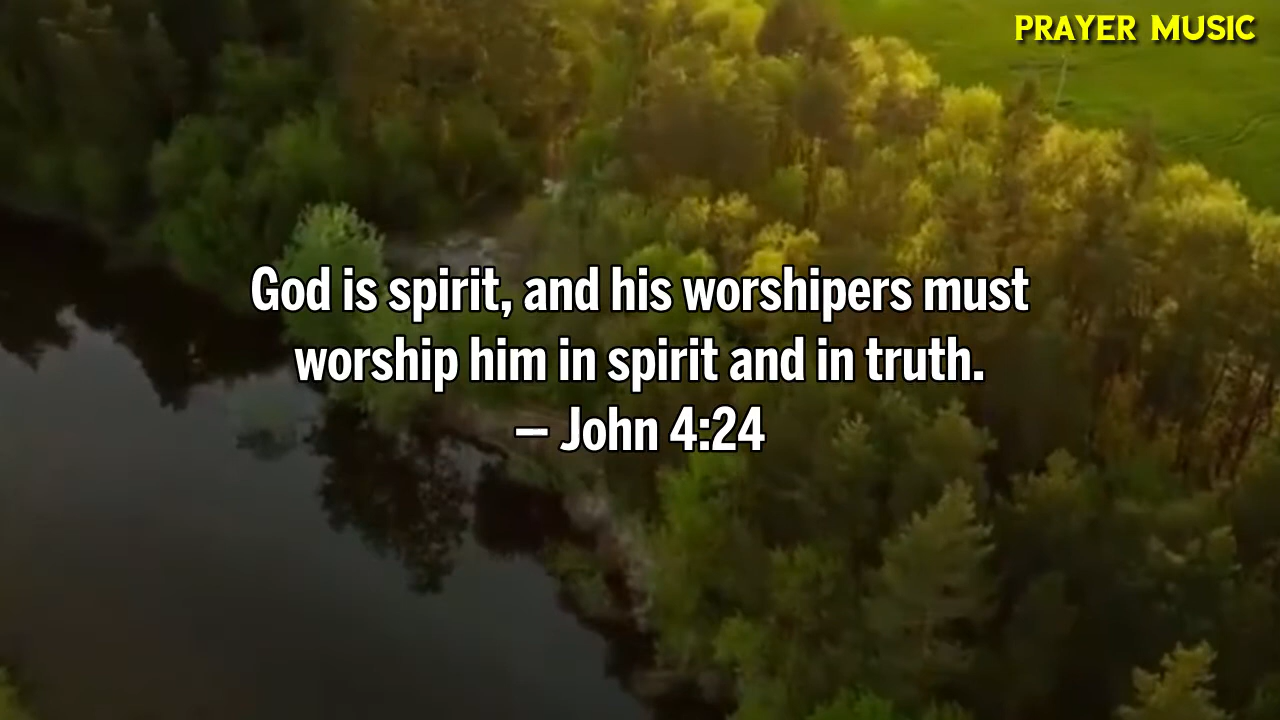 PRAYER MUSIC
God is spirit, and his worshipers must
worship him in spirit and in truth.
– John 4:24